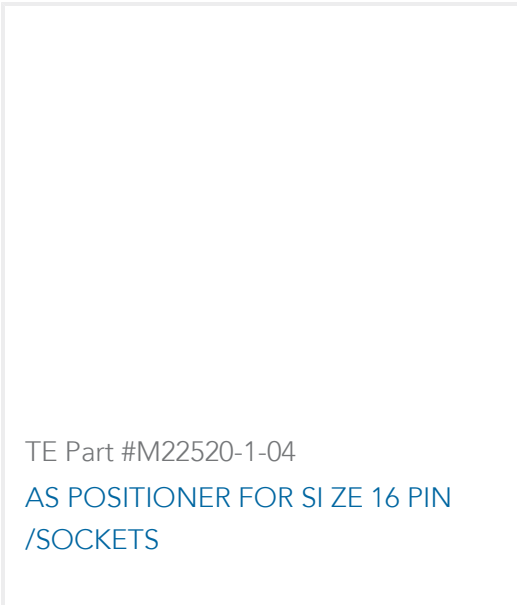 TE Part #M22520-1-04
AS POSITIONER FOR SI ZE 16 PIN
/SOCKETS